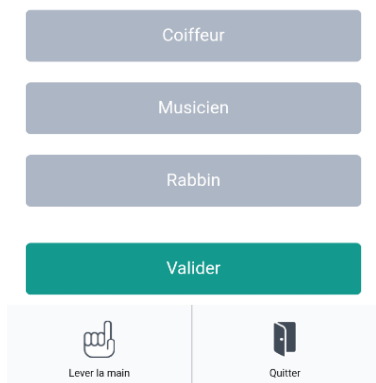 Coiffeur
Musicien
Rabbin
Valider
Lever la main
Quitter